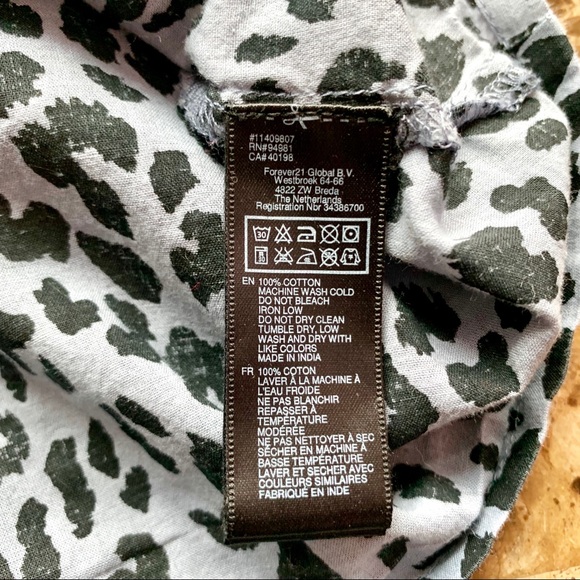 #11409807
RN#94981
CA#40198
Forever21 Global B.V.
Westbroek 64-66
4822 ZW Breda
The Netherlands
Registration Nbr 34386700
30
EN 100% COTTON
MACHINE WASH COLD
DO NOT BLEACH
IRON LOW
DO NOT DRY CLEAN
TUMBLE DRY, LOW
WASH AND DRY WITH
LIKE COLORS
MADE IN INDIA
FR 100% COTON
LAVER À LA MACHINE À
L'EAU FROIDE
NE PAS BLANCHIR
REPASSER À
TEMPÉRATURE
MODÉRÉE
NE PAS NETTOYER À SEC
SÉCHER EN MACHINE À
BASSE TEMPÉRATURE
LAVER ET SECHER AVEC
COULEURS SIMILAIRES
FABRIQUÉ EN INDE